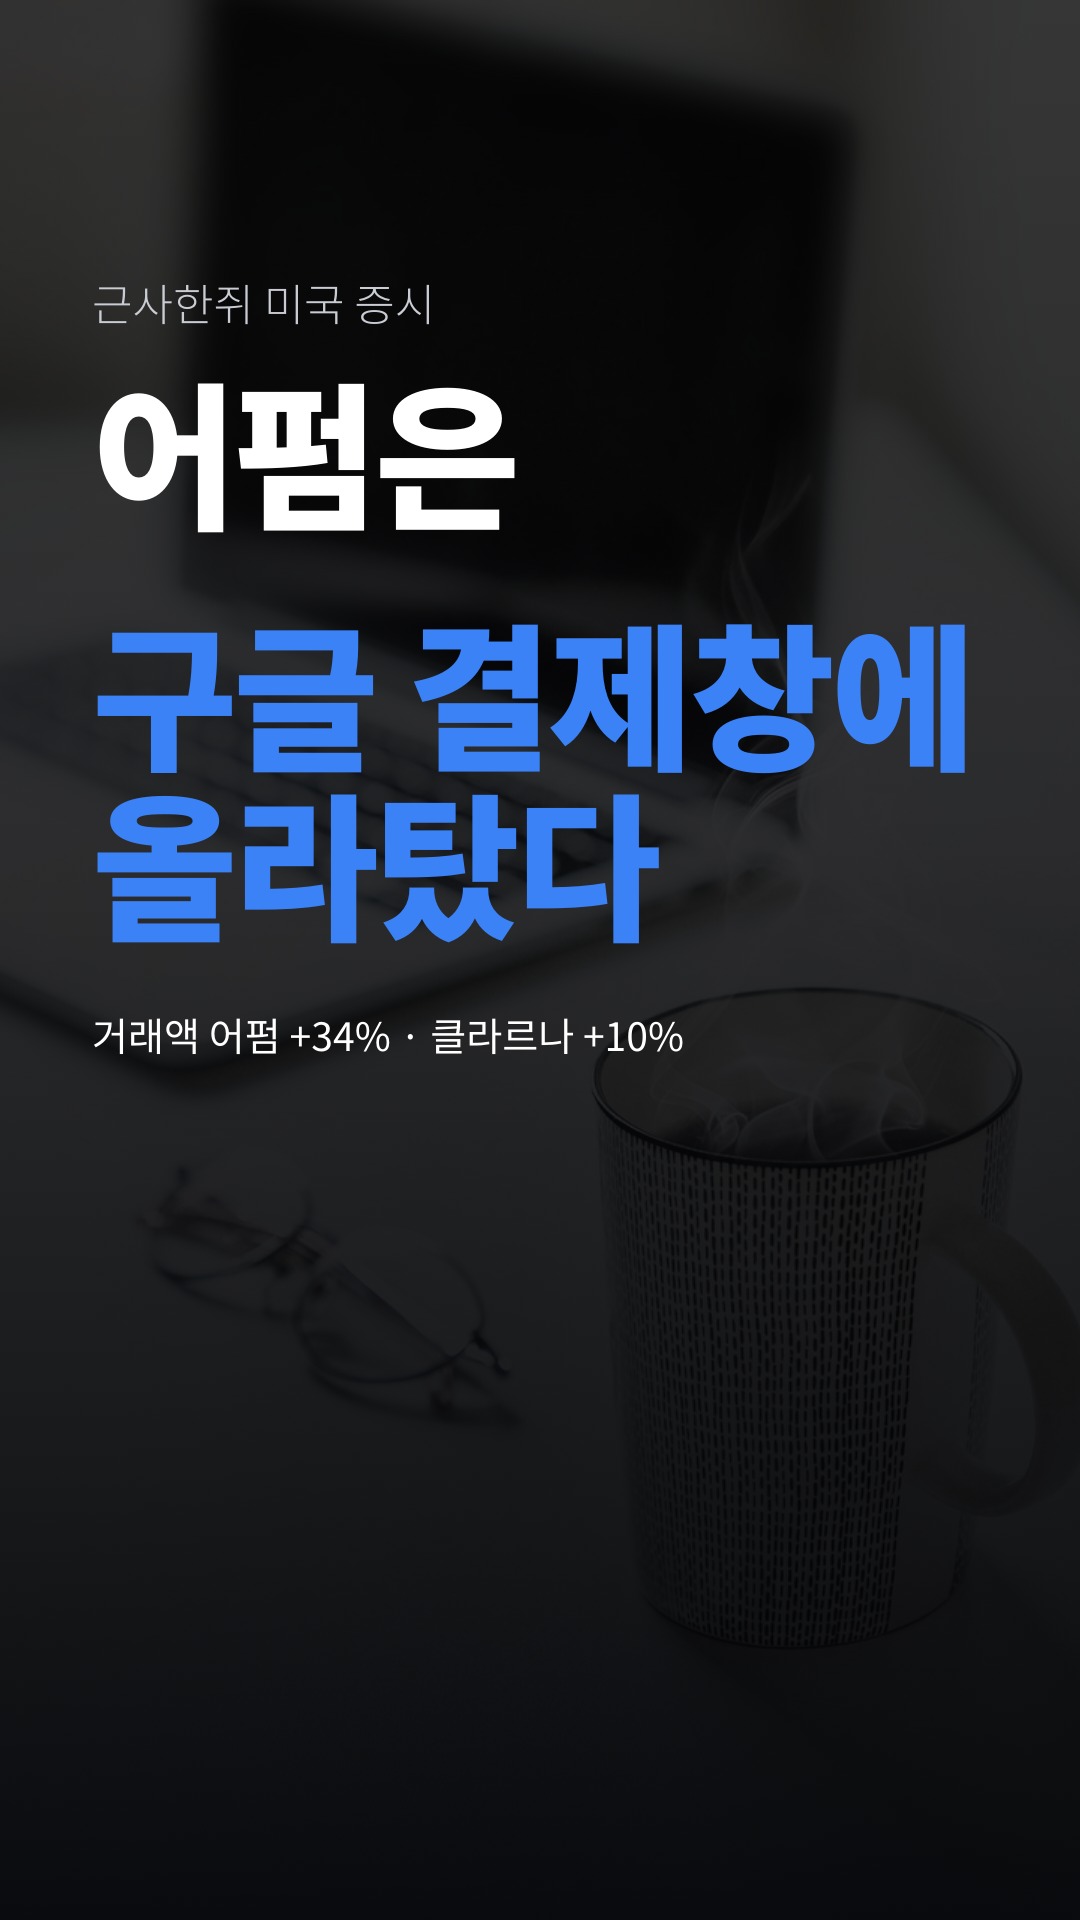 근사한쥐 미국 증시
어펌은
구글 결제창에
올라탔다
거래액 어펌 +34% · 클라르나 +10%